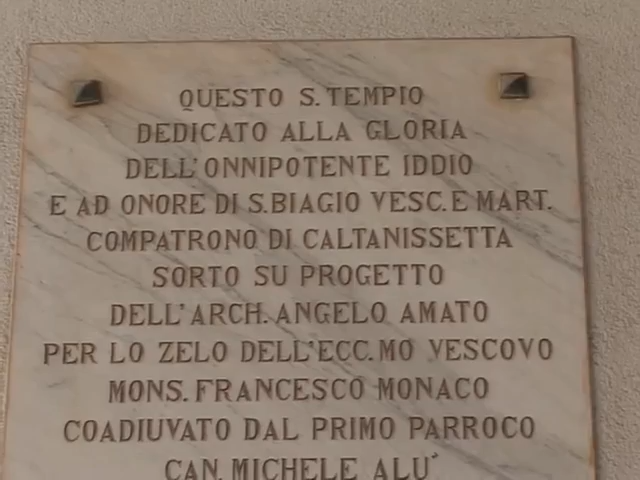 QUESTO S. TEMPIO
DEDICATO ALLA GLORIA
DELL'ONNIPOTENTE IDDIO
E AD ONORE DI S.BIAGIO VESC. E MART.
COMPATRONO DI CALTANISSETTA
SORTO SU PROGETTO
DELL'ARCH. ANGELO AMATO
PER LO ZELO DELL'ECC.MO VESCOVO
MONS. FRANCESCO MONACO
COADIUVATO DAL PRIMO PARROCO
CAN. MICHELE ALU'